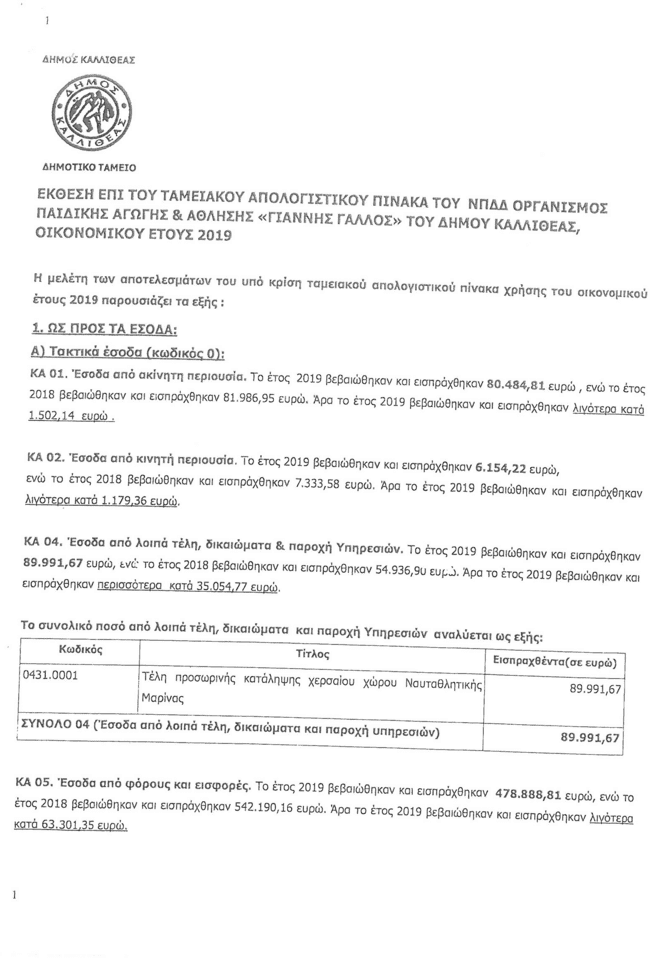 1
ΔΗΜΟΣ ΚΑΛΛΙΘΕΑΣ
ΔΗΜΟΣ
ΚΑΛΛΙΘΕΑΣ
ΔΗΜΟΤΙΚΟ ΤΑΜΕΙΟ
ΕΚΘΕΣΗ ΕΠΙ ΤΟΥ ΤΑΜΕΙΑΚΟΥ ΑΠΟΛΟΓΙΣΤΙΚΟΥ ΠΙΝΑΚΑ ΤΟΥ ΝΠΔΔ ΟΡΓΑΝΙΣΜΟΣ
ΠΑΙΔΙΚΗΣ ΑΓΩΓΗΣ & ΑΘΛΗΣΗΣ «ΓΙΑΝΝΗΣ ΓΑΛΛΟΣ» ΤΟΥ ΔΗΜΟΥ ΚΑΛΛΙΘΕΑΣ,
ΟΙΚΟΝΟΜΙΚΟΥ ΕΤΟΥΣ 2019
Η μελέτη των αποτελεσμάτων του υπό κρίση ταμειακού απολογιστικού πίνακα χρήσης του οικονομικού
έτους 2019 παρουσιάζει τα εξής :
1. ΩΣ ΠΡΟΣ ΤΑ ΕΣΟΔΑ:
Α) Τακτικά έσοδα (κωδικός 0):
ΚΑ 01. Έσοδα από ακίνητη περιουσία. Το έτος 2019 βεβαιώθηκαν και εισπράχθηκαν 80.484,81 ευρώ , ενώ το έτος
2018 βεβαιώθηκαν και εισπράχθηκαν 81.986,95 ευρώ. Άρα το έτος 2019 βεβαιώθηκαν και εισπράχθηκαν λιγότερα κατά
1.502,14 ευρώ .
ΚΑ 02. Έσοδα από κινητή περιουσία. Το έτος 2019 βεβαιώθηκαν και εισπράχθηκαν 6.154,22 ευρώ,
ενώ το έτος 2018 βεβαιώθηκαν και εισπράχθηκαν 7.333,58 ευρώ. Άρα το έτος 2019 βεβαιώθηκαν και εισπράχθηκαν
λιγότερα κατά 1.179,36 ευρώ.
ΚΑ 04. Έσοδα από λοιπά τέλη, δικαιώματα & παροχή Υπηρεσιών. Το έτος 2019 βεβαιώθηκαν και εισπράχθηκαν
89.991,67 ευρώ, ενώ το έτος 2018 βεβαιώθηκαν και εισπράχθηκαν 54.936,90 ευρώ. Άρα το έτος 2019 βεβαιώθηκαν και
εισπράχθηκαν περισσότερα κατά 35.054,77 ευρώ.
Το συνολικό ποσό από λοιπά τέλη, δικαιώματα και παροχή Υπηρεσιών αναλύεται ως εξής:
Κωδικός Τίτλος Εισπραχθέντα(σε ευρώ)
0431.0001 Τέλη προσωρινής κατάληψης χερσαίου χώρου Ναυταθλητικής 89.991,67
Μαρίνας
ΣΥΝΟΛΟ 04 (Έσοδα από λοιπά τέλη, δικαιώματα και παροχή υπηρεσιών) 89.991,67
ΚΑ 05. Έσοδα από φόρους και εισφορές. Το έτος 2019 βεβαιώθηκαν και εισπράχθηκαν 478.888,81 ευρώ, ενώ το
έτος 2018 βεβαιώθηκαν και εισπράχθηκαν 542.190,16 ευρώ. Άρα το έτος 2019 βεβαιώθηκαν και εισπράχθηκαν λιγότερα
κατά 63.301,35 ευρώ.
1